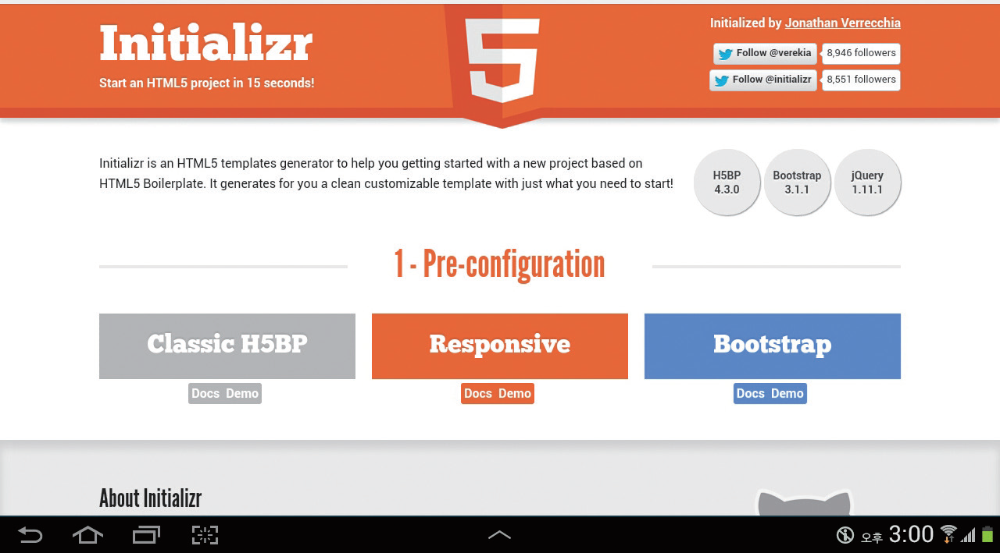 Initializr
Start an HTML5 project in 15 seconds!
5
Initialized by Jonathan Verrecchia
Follow @verekia 8,946 followers
Follow @initializr 8,551 followers
Initializr is an HTML5 templates generator to help you getting started with a new project based on
HTML5 Boilerplate. It generates for you a clean customizable template with just what you need to start!
H5BP
4.3.0
Bootstrap
3.1.1
jQuery
1.11.1
1 - Pre-configuration
Classic H5BP
Docs Demo
Responsive
Docs Demo
Bootstrap
Docs Demo
About Initializr
오후 3:00